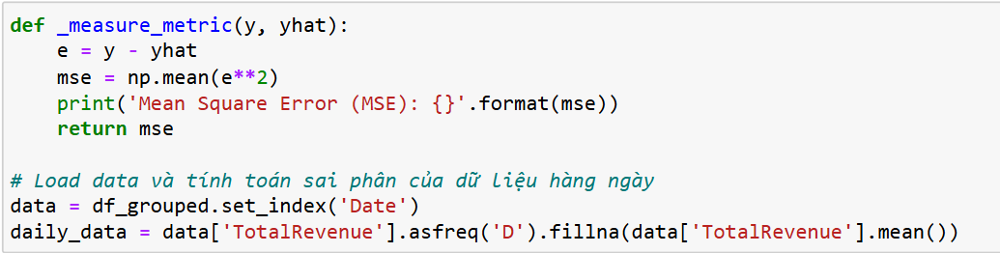 def _measure_metric(y, yhat):
    e = y - yhat
    mse = np.mean(e**2)
    print('Mean Square Error (MSE): {}'.format(mse))
    return mse

# Load data và tính toán sai phân của dữ liệu hàng ngày
data = df_grouped.set_index('Date')
daily_data = data['TotalRevenue'].asfreq('D').fillna(data['TotalRevenue'].mean())